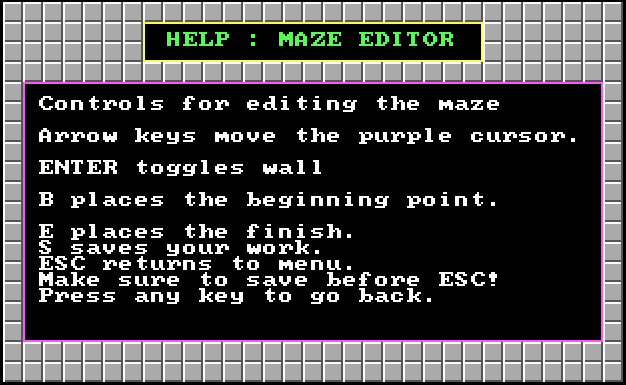 HELP : MAZE EDITOR
Controls for editing the maze
Arrow keys move the purple cursor.
ENTER toggles wall
B places the beginning point.
E places the finish.
S saves your work.
ESC returns to menu.
Make sure to save before ESC!
Press any key to go back.